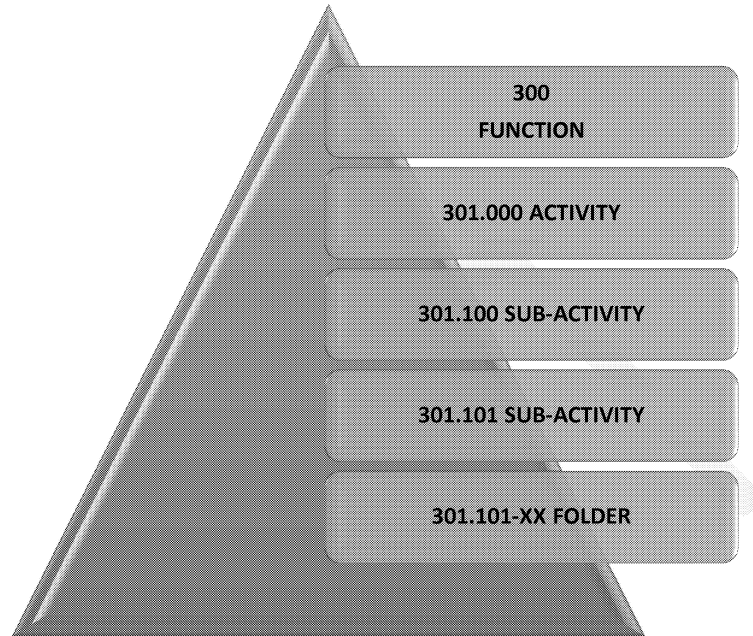 300
FUNCTION
301.000 ACTIVITY
301.100 SUB-ACTIVITY
301.101 SUB-ACTIVITY
301.101-XX FOLDER